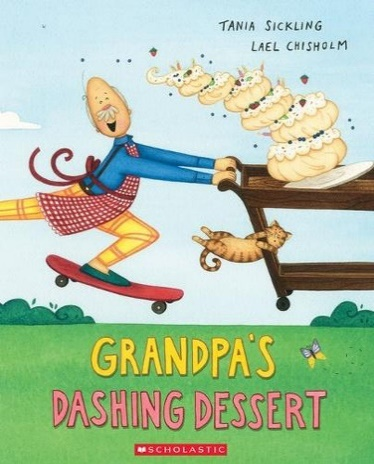 TANIA SICKLING
LAEL CHISHOLM
GRANDPA'S
DASHING DESSERT
SCHOLASTIC